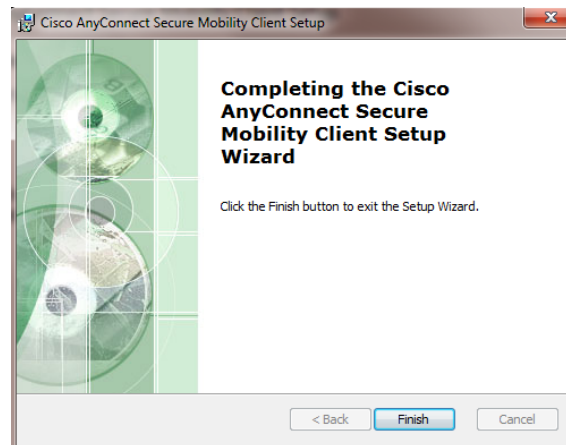 Cisco AnyConnect Secure Mobility Client Setup
Completing the Cisco
AnyConnect Secure
Mobility Client Setup
Wizard
Click the Finish button to exit the Setup Wizard.
< Back
Finish
Cancel